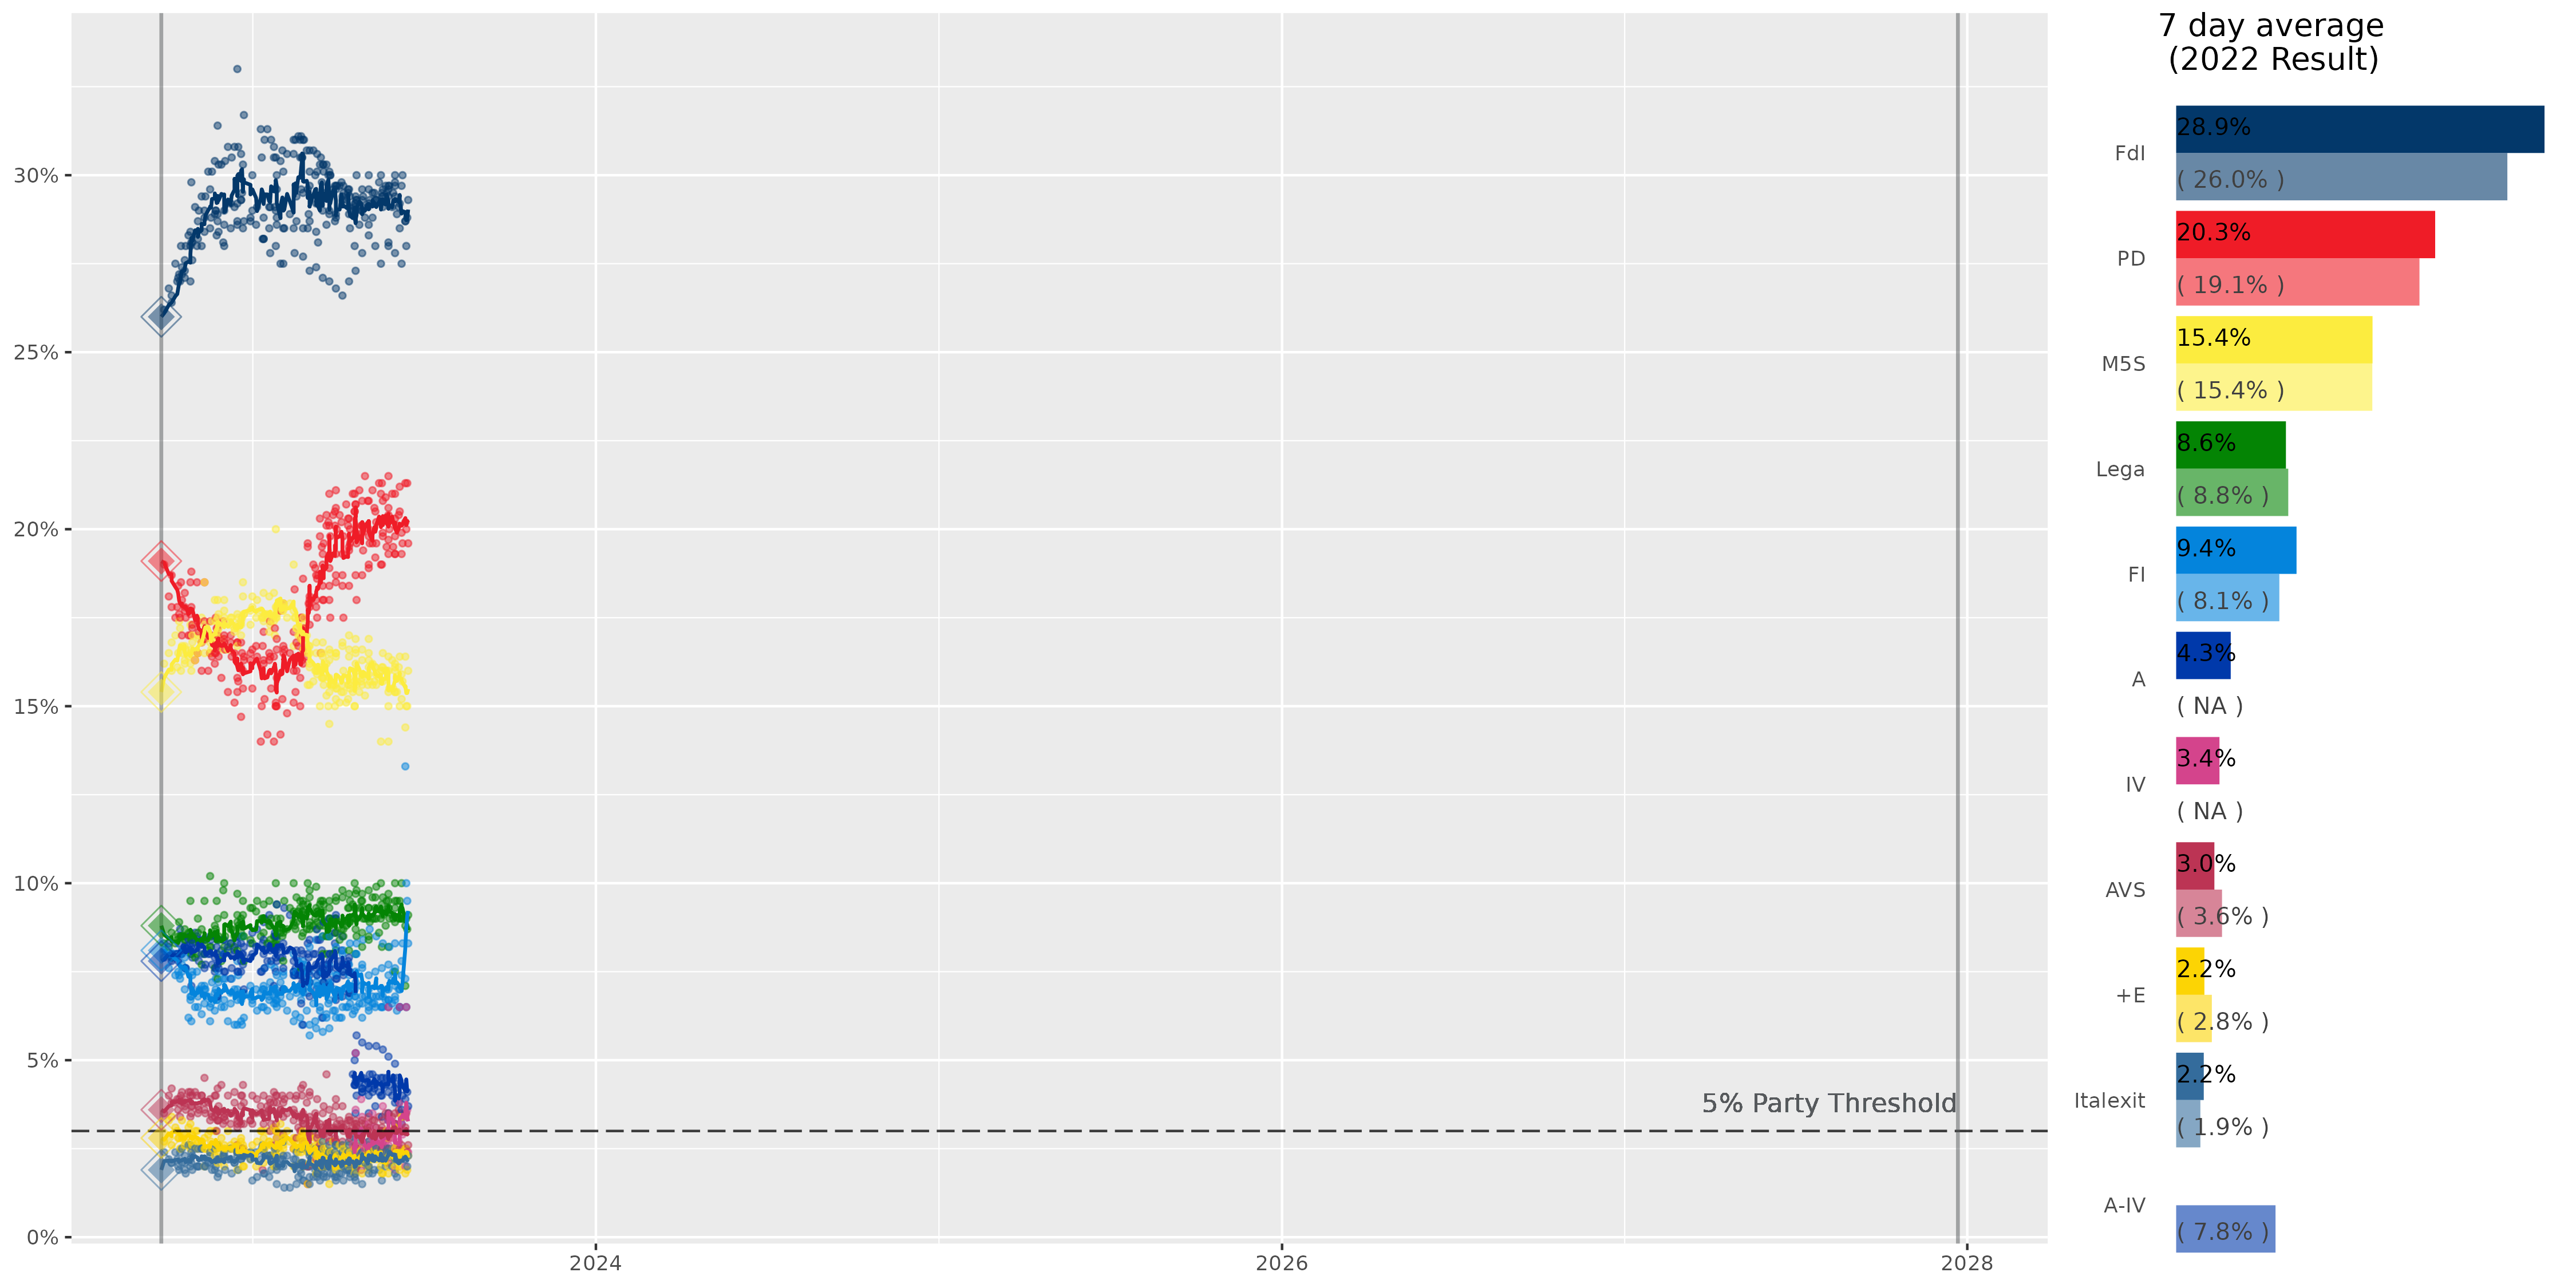 7 day average
(2022 Result)
30%
25%
20%
15%
10%
5%
0%
2024
2026
2028
5% Party Threshold
FdI
28.9%
( 26.0% )
PD
20.3%
( 19.1% )
M5S
15.4%
( 15.4% )
Lega
8.6%
( 8.8% )
FI
9.4%
( 8.1% )
A
4.3%
( NA )
IV
3.4%
( NA )
AVS
3.0%
( 3.6% )
+E
2.2%
( 2.8% )
Italexit
2.2%
( 1.9% )
A-IV
( 7.8% )